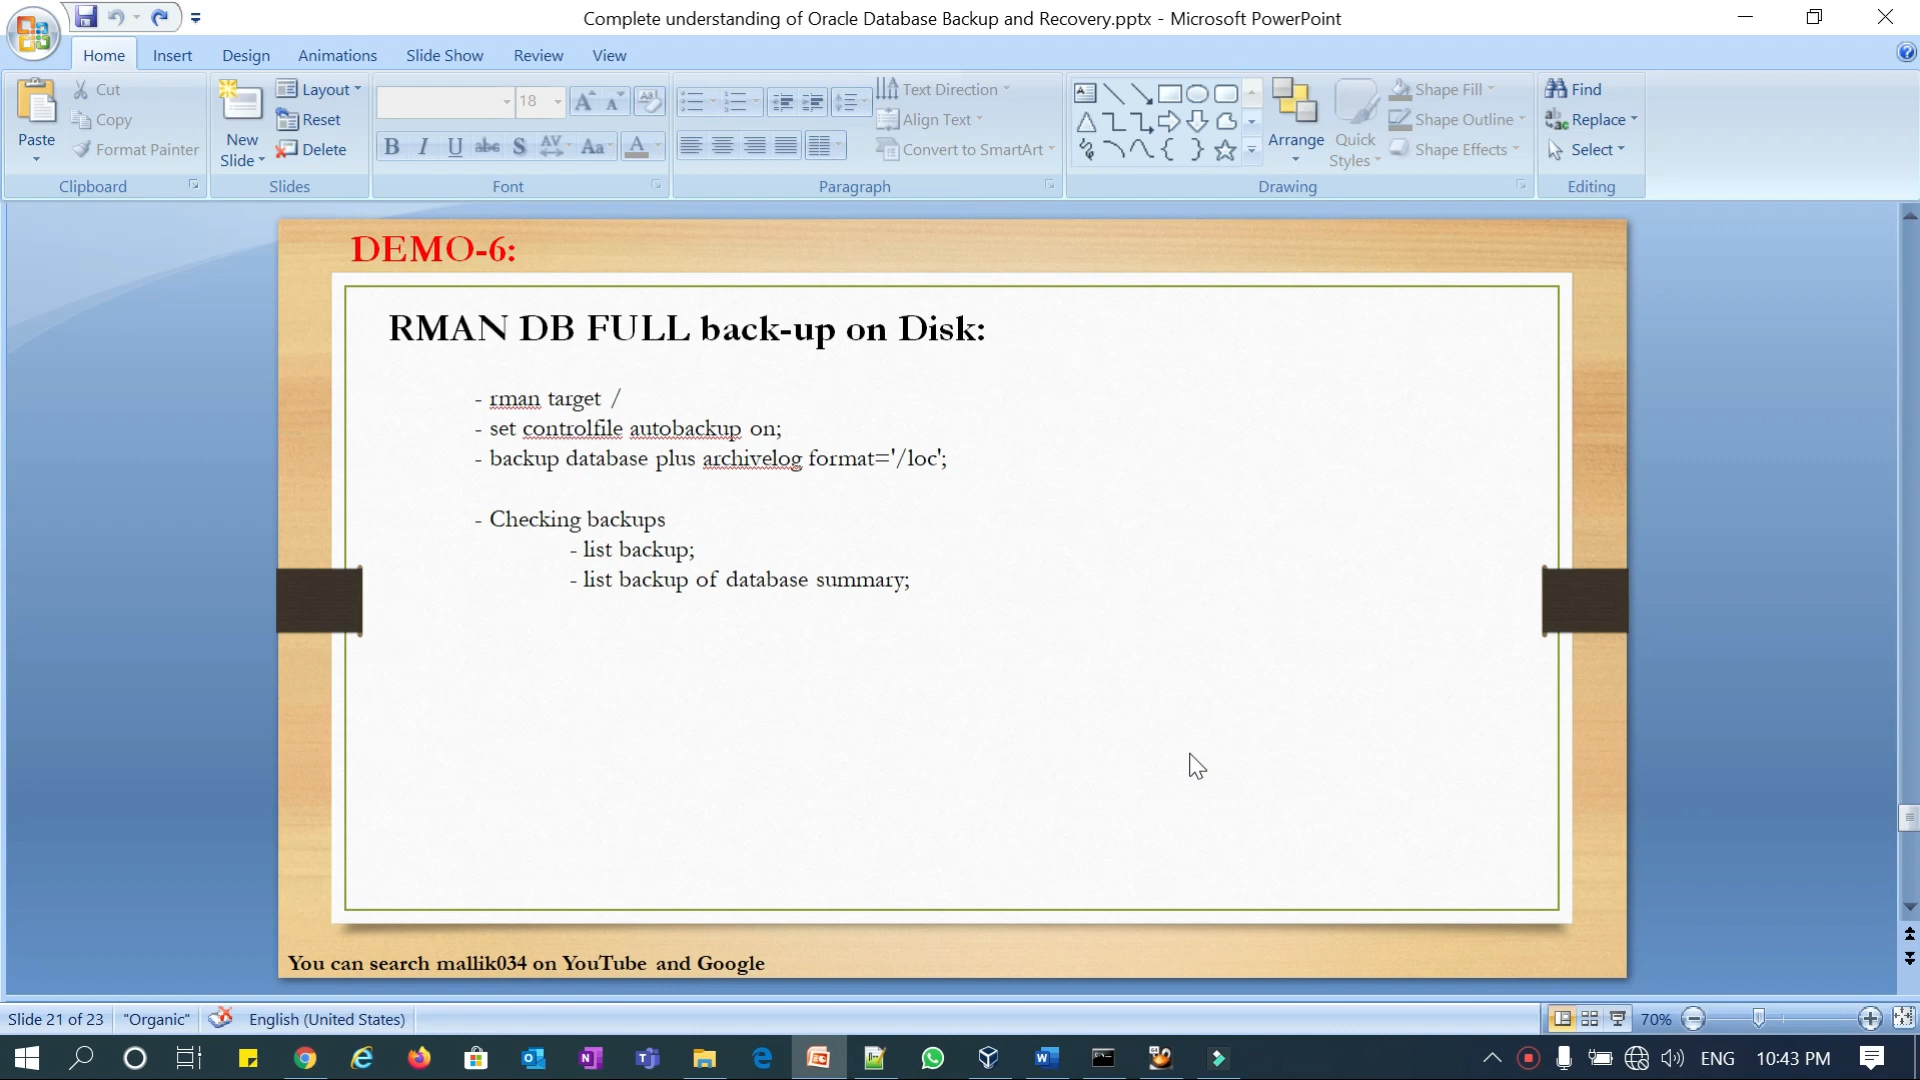 Complete understanding of Oracle Database Backup and Recovery.pptx - Microsoft PowerPoint
Home Insert Design Animations Slide Show Review View
Paste
Cut
Copy
Format Painter
Clipboard
New Slide
Layout
Reset
Delete
Slides
18
B I U abc S AV Aa A
Font
Text Direction
Align Text
Convert to SmartArt
Paragraph
Arrange
Quick Styles
Shape Fill
Shape Outline
Shape Effects
Drawing
Find
Replace
Select
Editing
DEMO-6:
RMAN DB FULL back-up on Disk:
- rman target /
- set controlfile autobackup on;
- backup database plus archivelog format='/loc';
- Checking backups
- list backup;
- list backup of database summary;
You can search mallik034 on YouTube and Google
Slide 21 of 23 "Organic" English (United States) 70%
ENG 10:43 PM